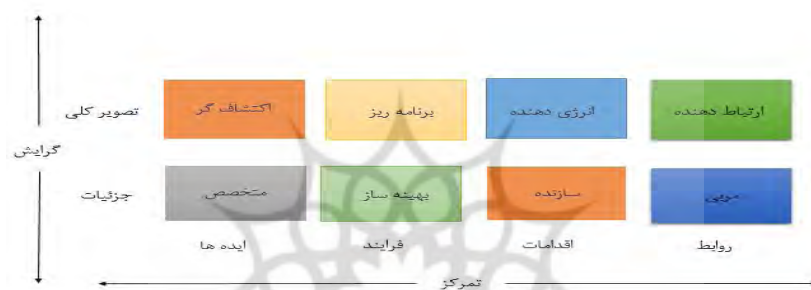 ارتباط دهنده انرژی دهنده برنامه ریز اکتشاف گر تصویر کلی
گرایش
مربی سازنده بهینه ساز متخصص جزئیات
روابط اقدامات فرایند ایده ها
تمرکز